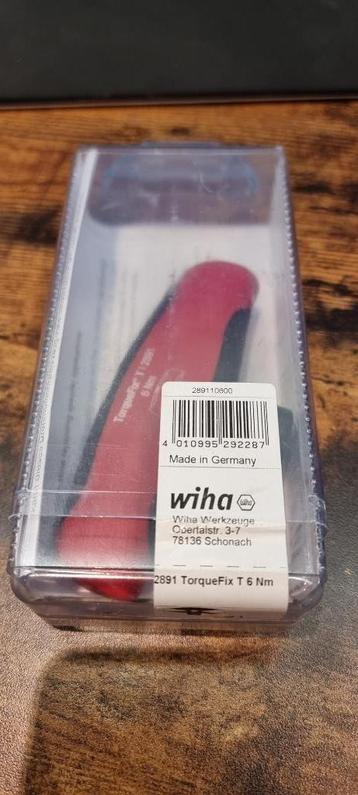 TorqueFix® T | 2891
6 Nm
289110600
4 010995 292287
Made in Germany
wiha
wiha
Wiha Werkzeuge
Obertalstr. 3-7
78136 Schonach
2891 TorqueFix T 6 Nm